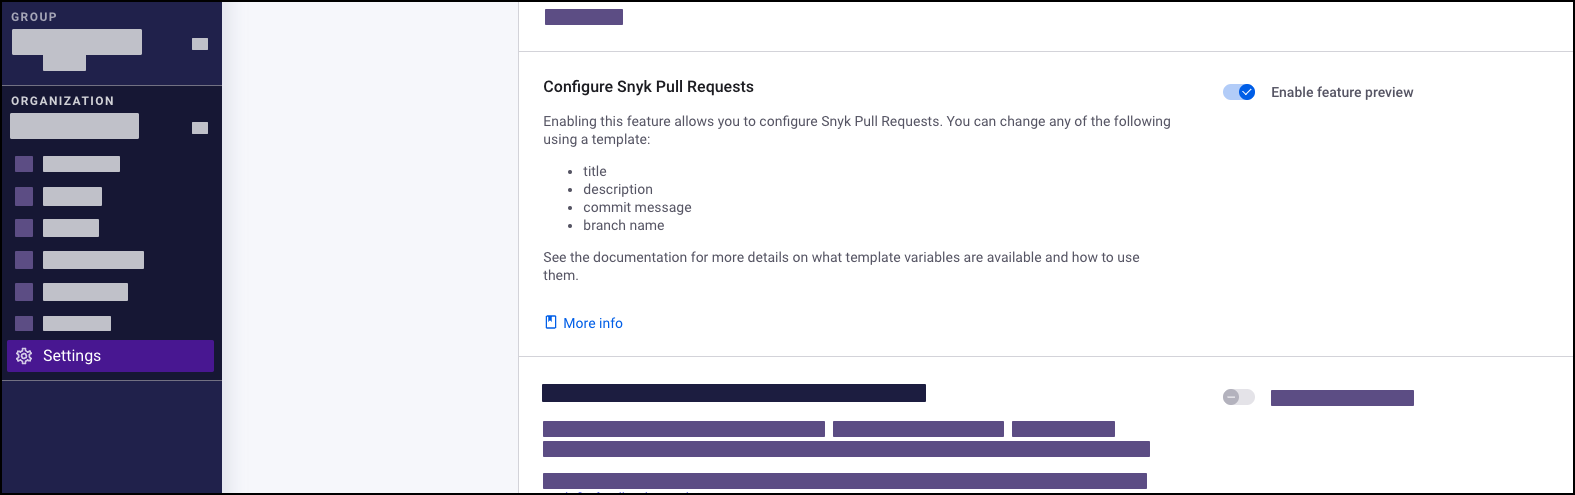 GROUP
ORGANIZATION
Settings
Configure Snyk Pull Requests
Enable feature preview
Enabling this feature allows you to configure Snyk Pull Requests. You can change any of the following
using a template:
• title
• description
• commit message
• branch name
See the documentation for more details on what template variables are available and how to use
them.
More info